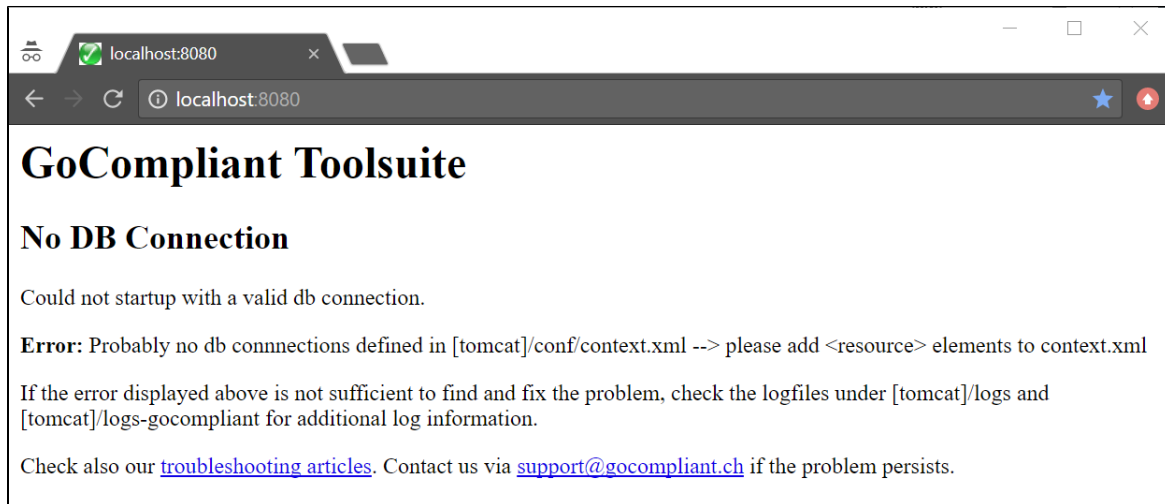 localhost:8080
localhost:8080
GoCompliant Toolsuite
No DB Connection
Could not startup with a valid db connection.
Error: Probably no db connnections defined in [tomcat]/conf/context.xml --> please add <resource> elements to context.xml
If the error displayed above is not sufficient to find and fix the problem, check the logfiles under [tomcat]/logs and
[tomcat]/logs-gocompliant for additional log information.
Check also our troubleshooting articles. Contact us via support@gocompliant.ch if the problem persists.